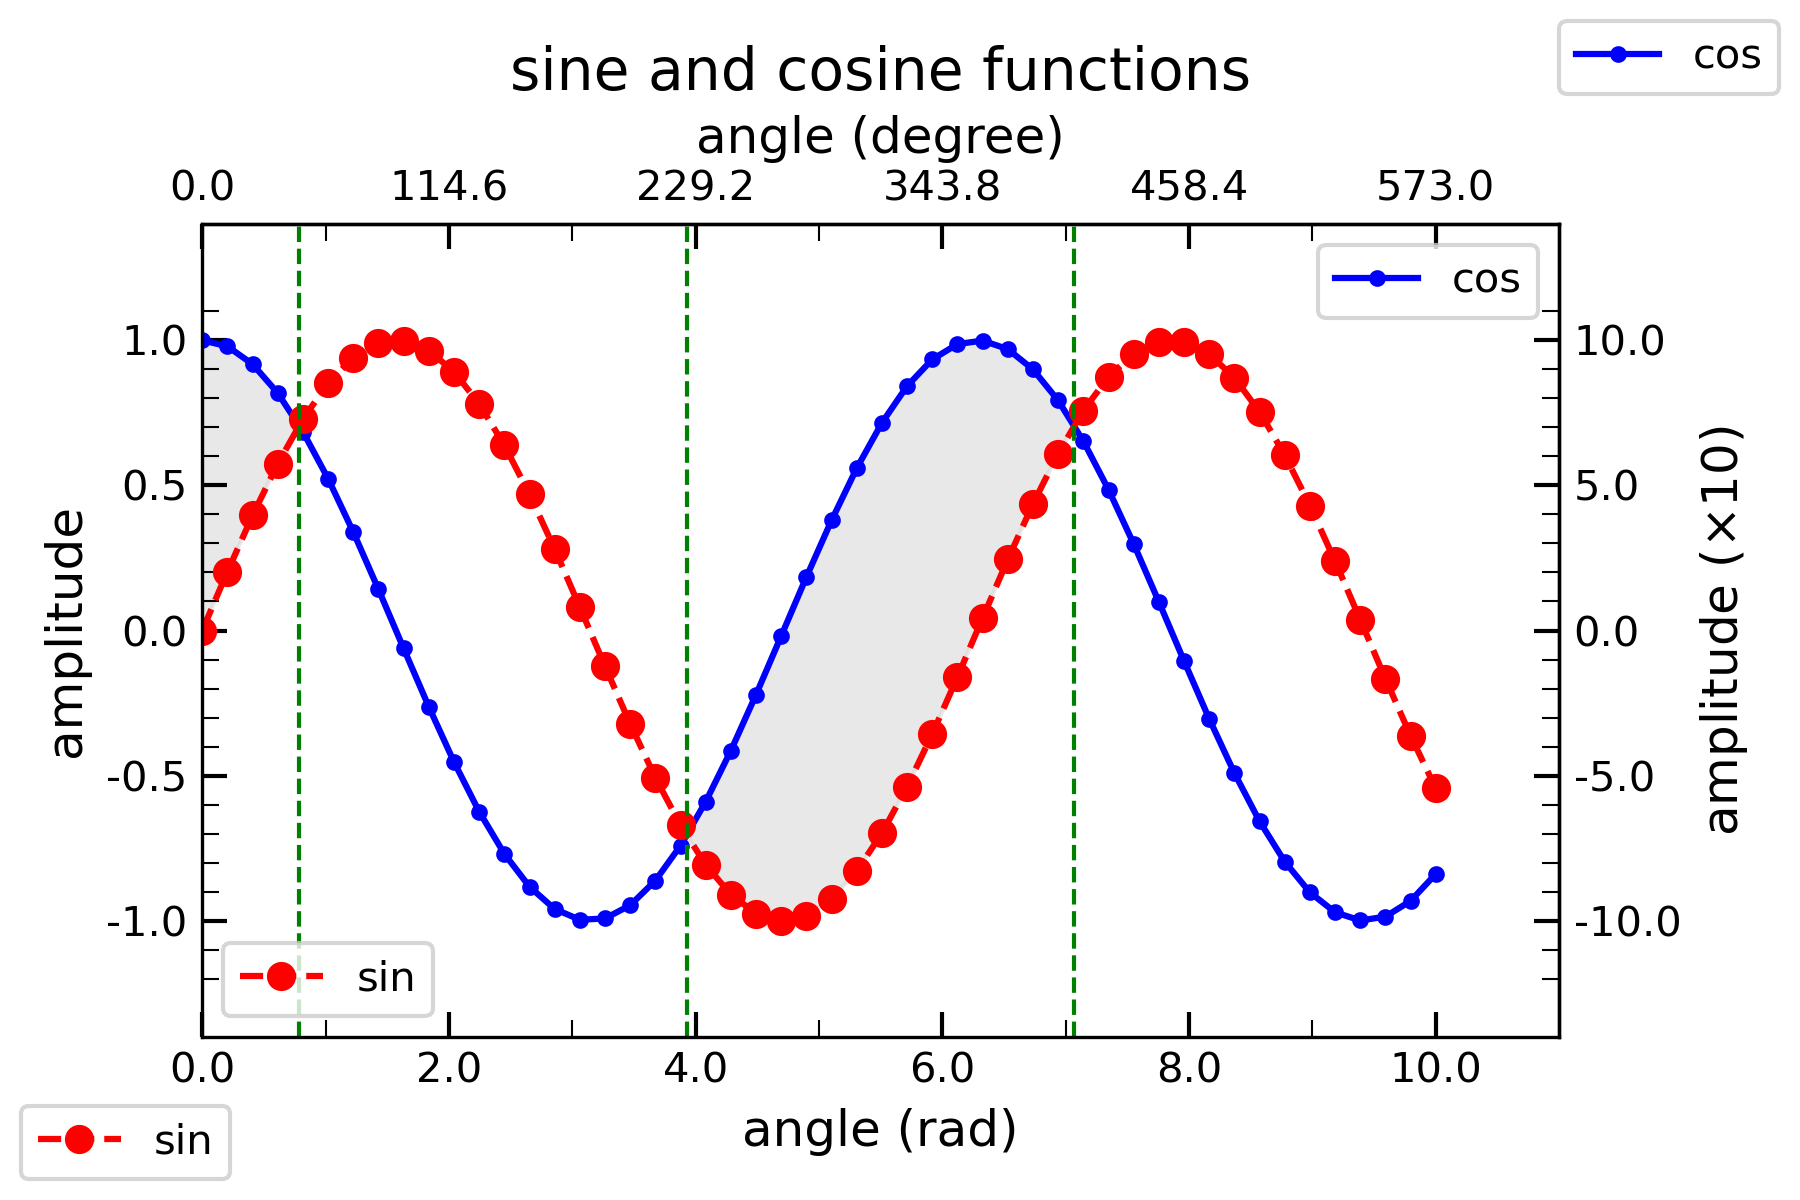 cos
sine and cosine functions
angle (degree)
0.0 114.6 229.2 343.8 458.4 573.0
cos
1.0 10.0
0.5 5.0
0.0 0.0
-0.5 -5.0
-1.0 -10.0
amplitude
amplitude (×10)
sin
0.0 2.0 4.0 6.0 8.0 10.0
angle (rad)
sin